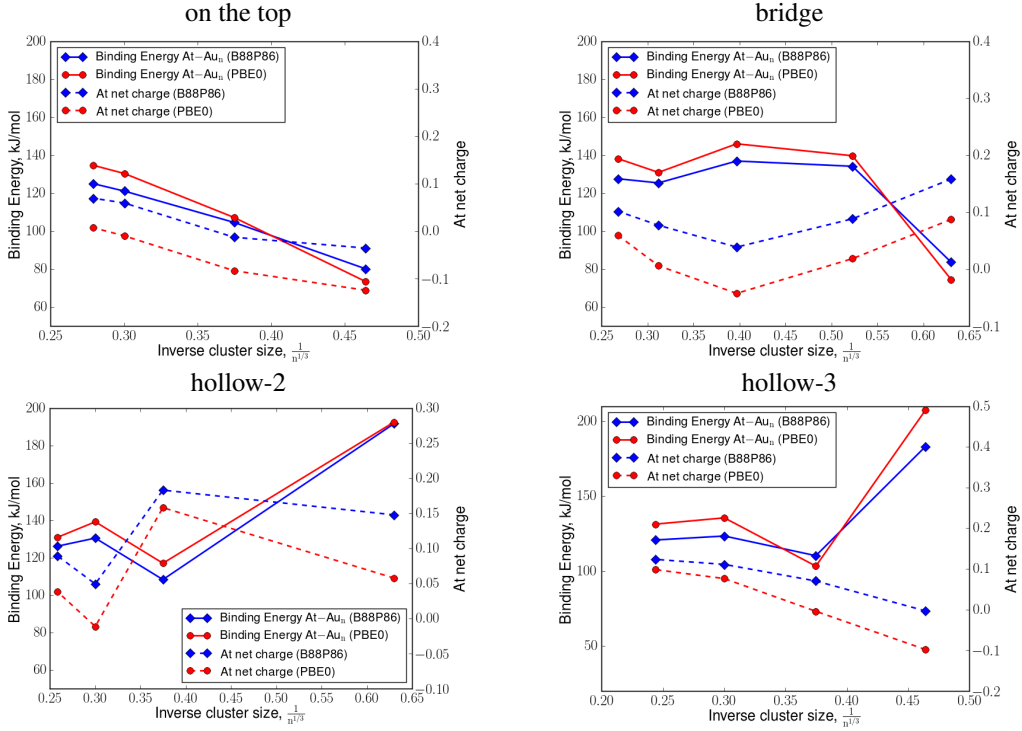 on the top
200
180
160
140
120
100
80
60
Binding Energy, kJ/mol
Binding Energy At−Auₙ (B88P86)
Binding Energy At−Auₙ (PBE0)
At net charge (B88P86)
At net charge (PBE0)
0.4
0.3
0.2
0.1
0.0
−0.1
−0.2
At net charge
0.25 0.30 0.35 0.40 0.45 0.50
Inverse cluster size, 1/n^1/3
bridge
200
180
160
140
120
100
80
60
Binding Energy, kJ/mol
Binding Energy At−Auₙ (B88P86)
Binding Energy At−Auₙ (PBE0)
At net charge (B88P86)
At net charge (PBE0)
0.4
0.3
0.2
0.1
0.0
−0.1
At net charge
0.25 0.30 0.35 0.40 0.45 0.50 0.55 0.60 0.65
Inverse cluster size, 1/n^1/3
hollow-2
200
180
160
140
120
100
80
60
Binding Energy, kJ/mol
Binding Energy At−Auₙ (B88P86)
Binding Energy At−Auₙ (PBE0)
At net charge (B88P86)
At net charge (PBE0)
0.30
0.25
0.20
0.15
0.10
0.05
0.00
−0.05
−0.10
At net charge
0.25 0.30 0.35 0.40 0.45 0.50 0.55 0.60 0.65
Inverse cluster size, 1/n^1/3
hollow-3
200
150
100
50
Binding Energy, kJ/mol
Binding Energy At−Auₙ (B88P86)
Binding Energy At−Auₙ (PBE0)
At net charge (B88P86)
At net charge (PBE0)
0.5
0.4
0.3
0.2
0.1
0.0
−0.1
−0.2
At net charge
0.20 0.25 0.30 0.35 0.40 0.45 0.50
Inverse cluster size, 1/n^1/3